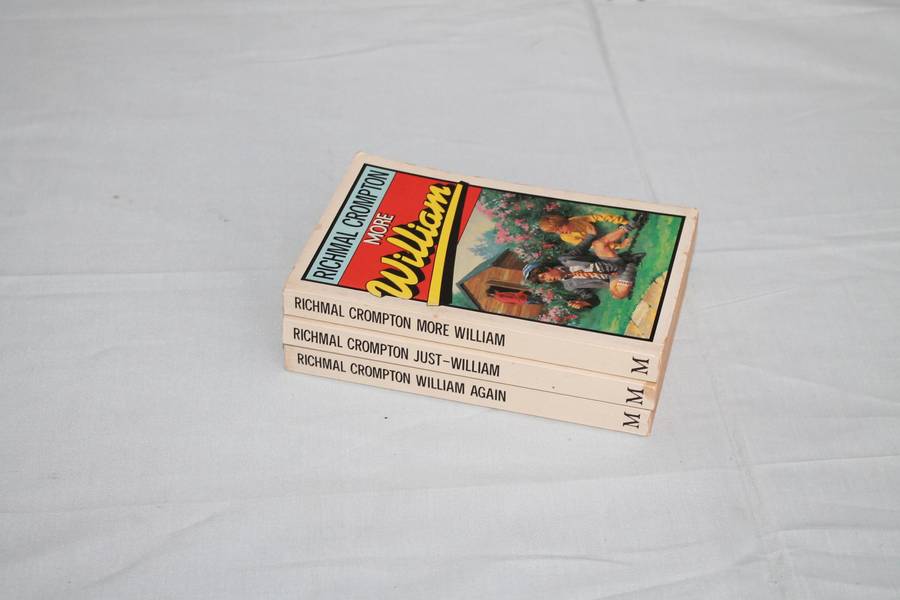 RICHMAL CROMPTON
MORE
William
RICHMAL CROMPTON MORE WILLIAM M
RICHMAL CROMPTON JUST-WILLIAM M
RICHMAL CROMPTON WILLIAM AGAIN M